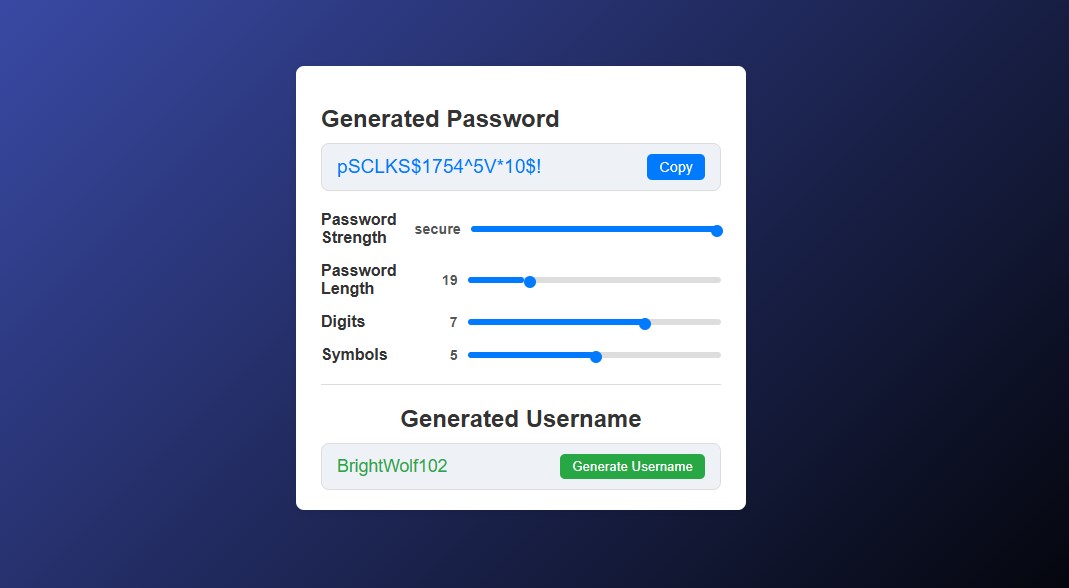 Generated Password
pSCLKS$1754^5V*10$!
Copy
Password
Strength
secure
Password
Length
19
Digits
7
Symbols
5
Generated Username
BrightWolf102
Generate Username